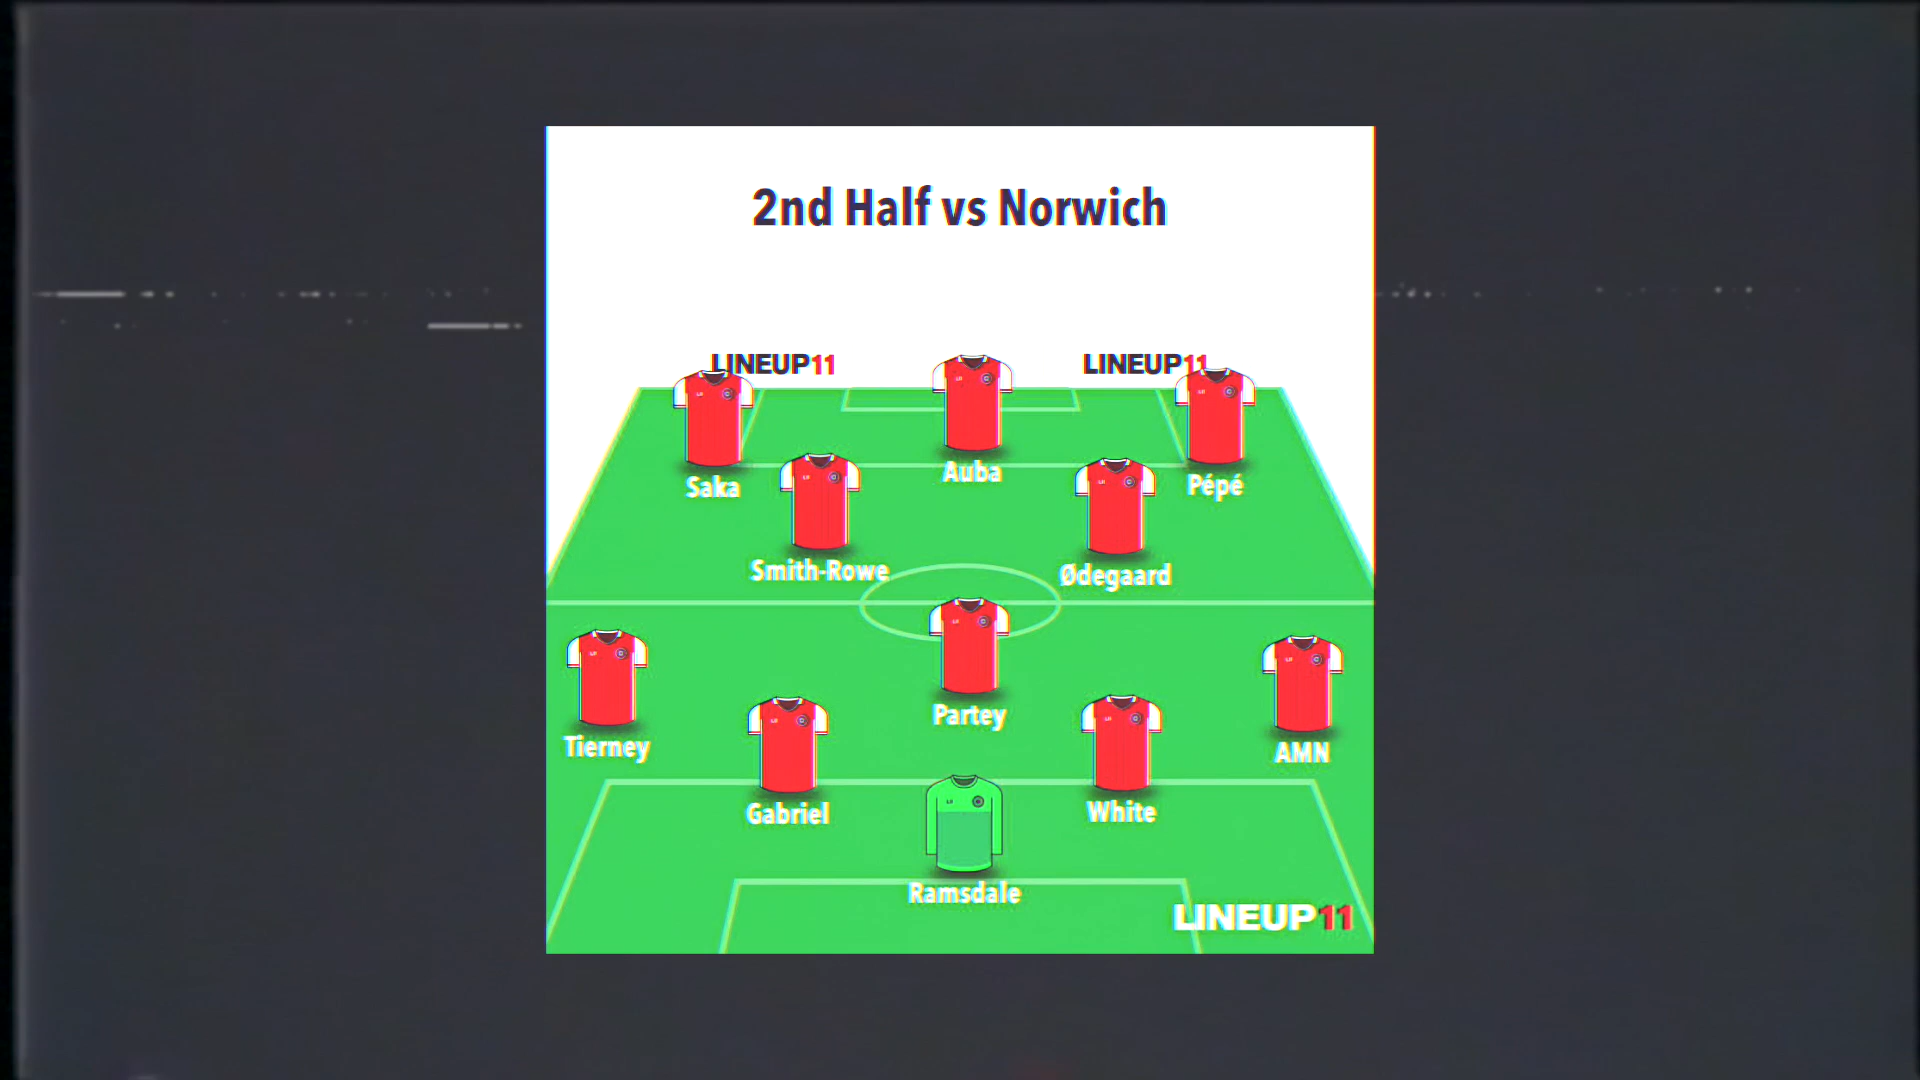 2nd Half vs Norwich
LINEUP11 LINEUP11
Auba
Saka Pépé
Smith-Rowe Ødegaard
Partey
Tierney AMN
Gabriel White
Ramsdale
LINEUP11